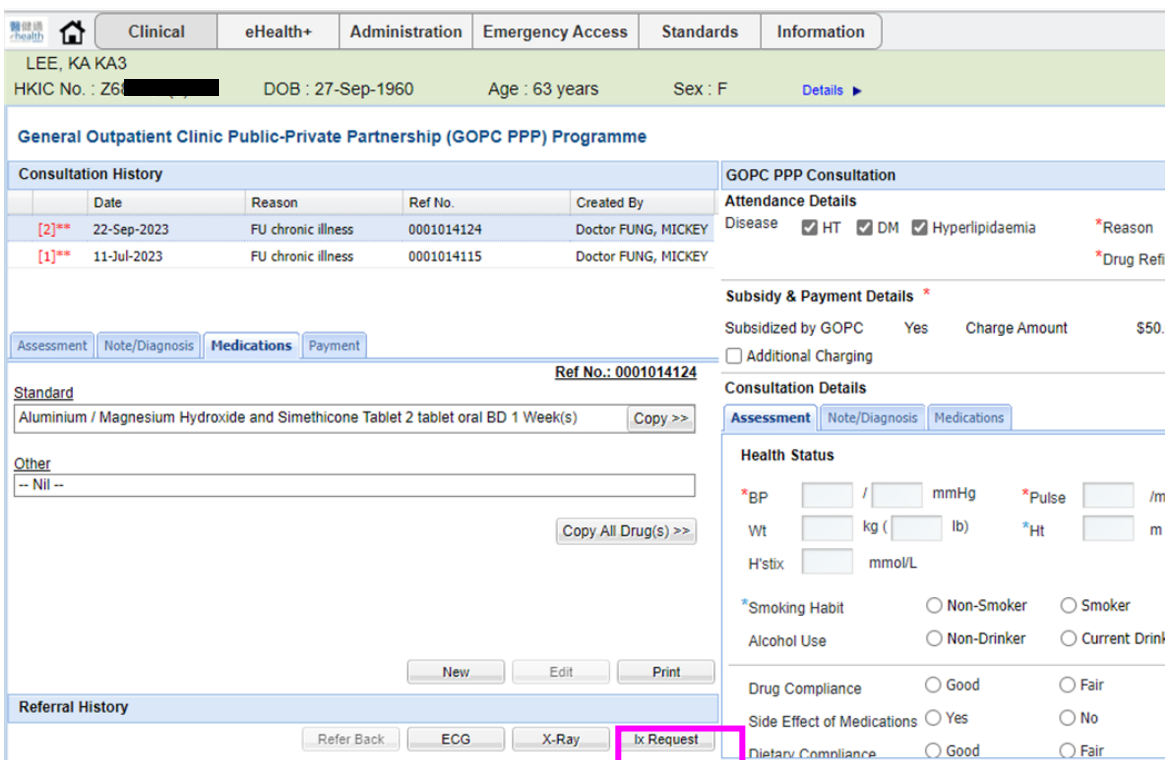 醫健通
ehealth
Clinical
eHealth+
Administration
Emergency Access
Standards
Information
LEE, KA KA3
HKIC No. : Z68 DOB : 27-Sep-1960 Age : 63 years Sex : F Details ►
General Outpatient Clinic Public-Private Partnership (GOPC PPP) Programme
Consultation History
Date Reason Ref No. Created By
[2]** 22-Sep-2023 FU chronic illness 0001014124 Doctor FUNG, MICKEY
[1]** 11-Jul-2023 FU chronic illness 0001014115 Doctor FUNG, MICKEY
Assessment Note/Diagnosis Medications Payment
Ref No.: 0001014124
Standard
Aluminium / Magnesium Hydroxide and Simethicone Tablet 2 tablet oral BD 1 Week(s) Copy >>
Other
-- Nil --
Copy All Drug(s) >>
New Edit Print
Referral History
Refer Back ECG X-Ray Ix Request
GOPC PPP Consultation
Attendance Details
Disease HT DM Hyperlipidaemia *Reason
*Drug Refi
Subsidy & Payment Details *
Subsidized by GOPC Yes Charge Amount $50.
Additional Charging
Consultation Details
Assessment Note/Diagnosis Medications
Health Status
*BP / mmHg *Pulse /m
Wt kg ( lb) *Ht m
H'stix mmol/L
*Smoking Habit Non-Smoker Smoker
Alcohol Use Non-Drinker Current Drink
Drug Compliance Good Fair
Side Effect of Medications Yes No
Dietary Compliance Good Fair